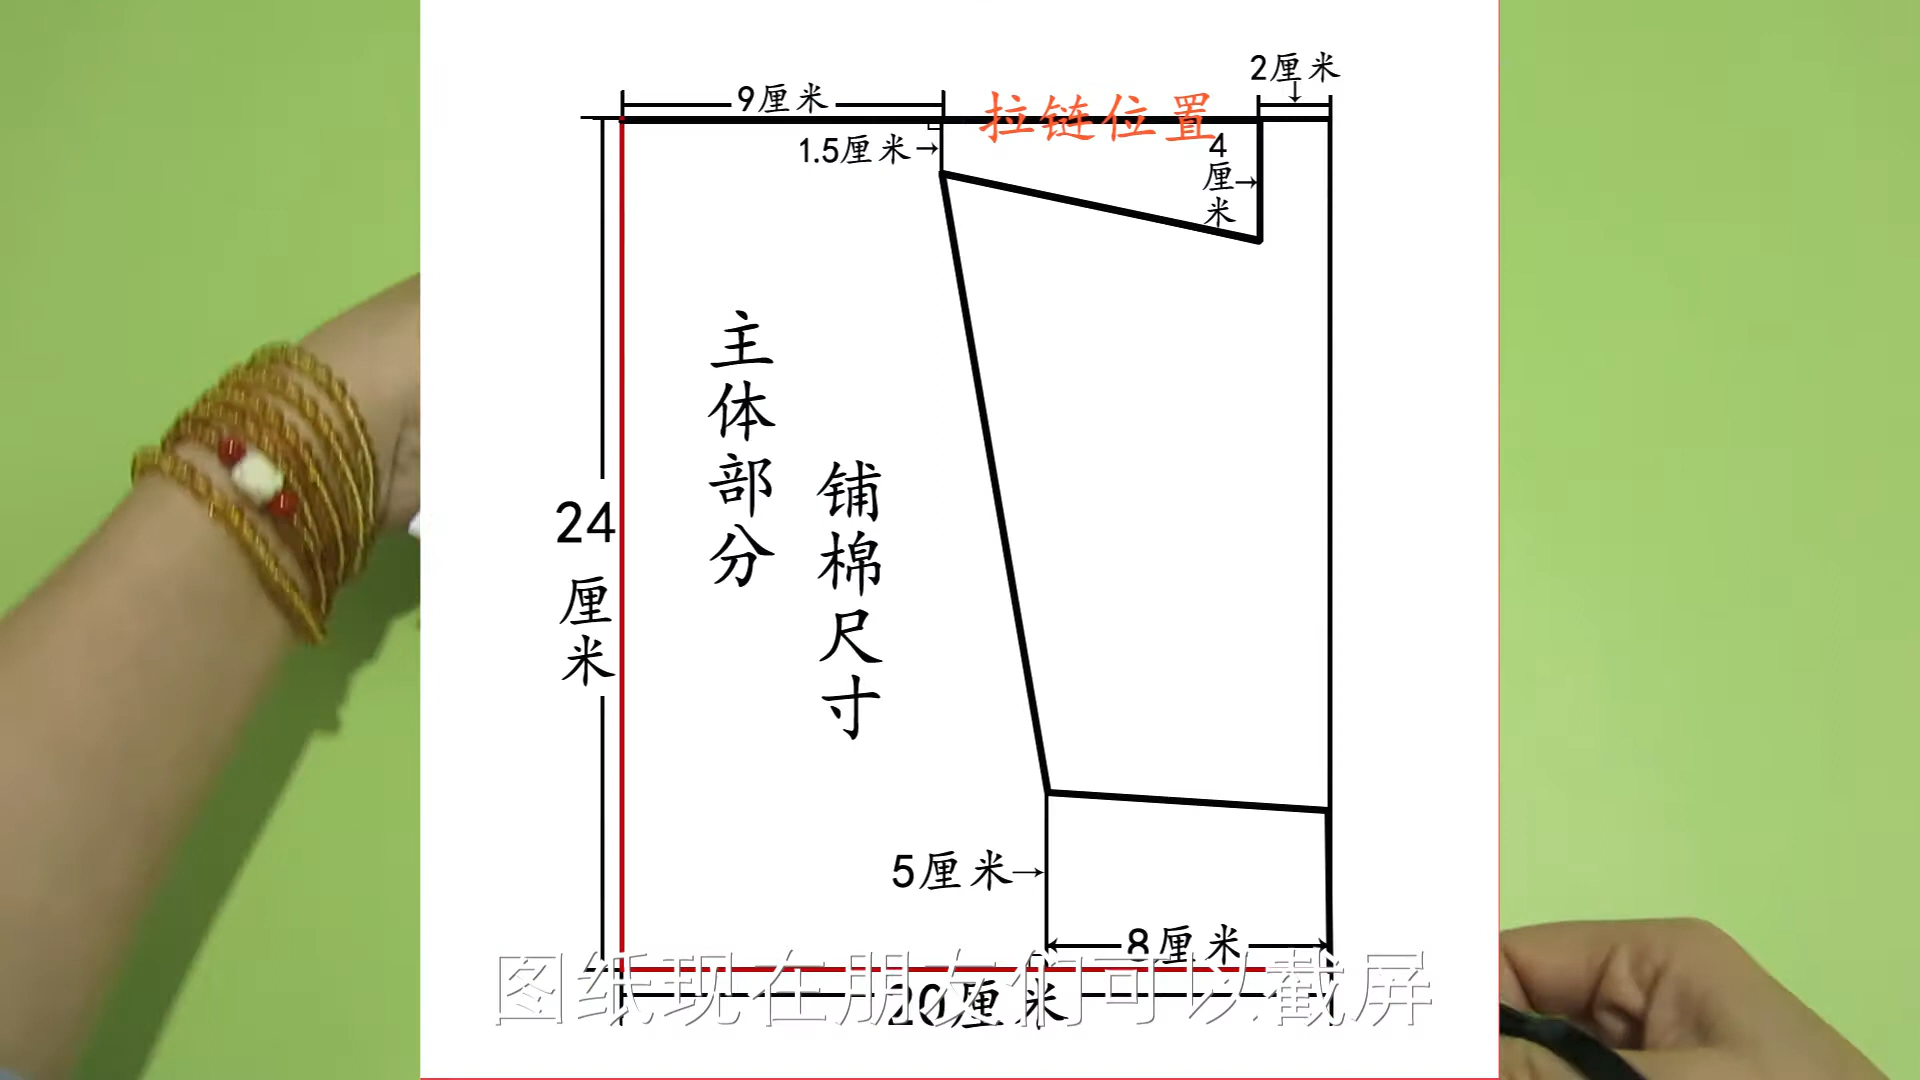 2厘米
9厘米
拉链位置
1.5厘米
4厘米
主体部分
铺棉尺寸
24厘米
5厘米
8厘米
20厘米
图纸现在朋友们可以截屏